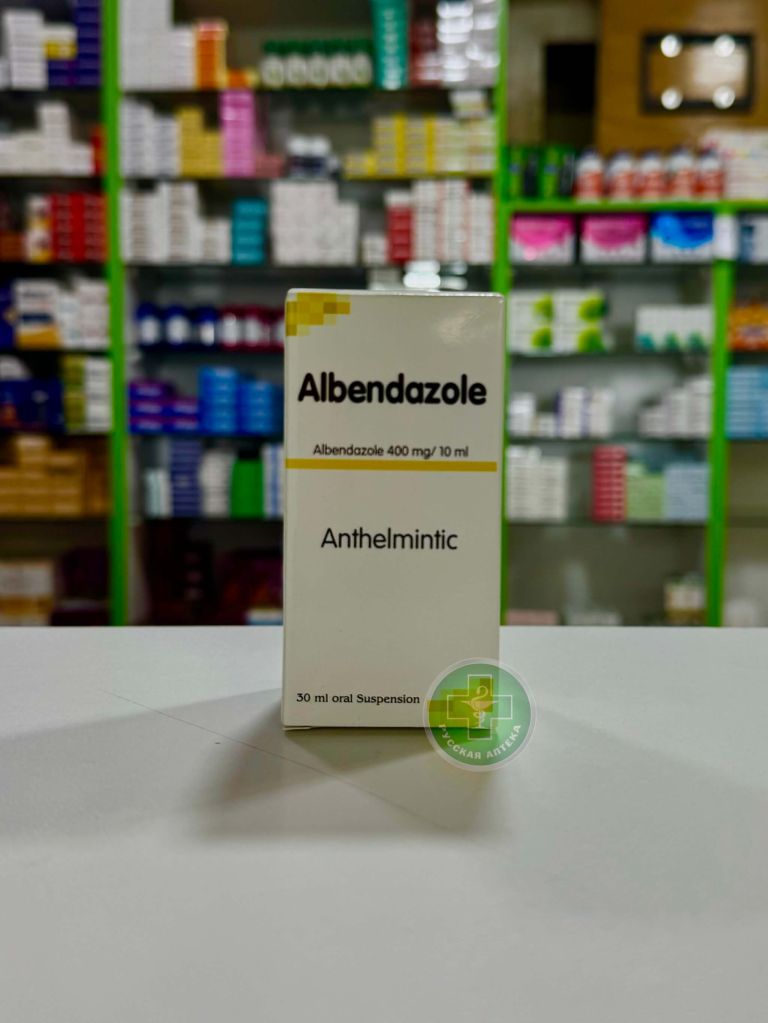 Albendazole
Albendazole 400 mg/ 10 ml
Anthelmintic
30 ml oral Suspension
РУССКАЯ АПТЕКА